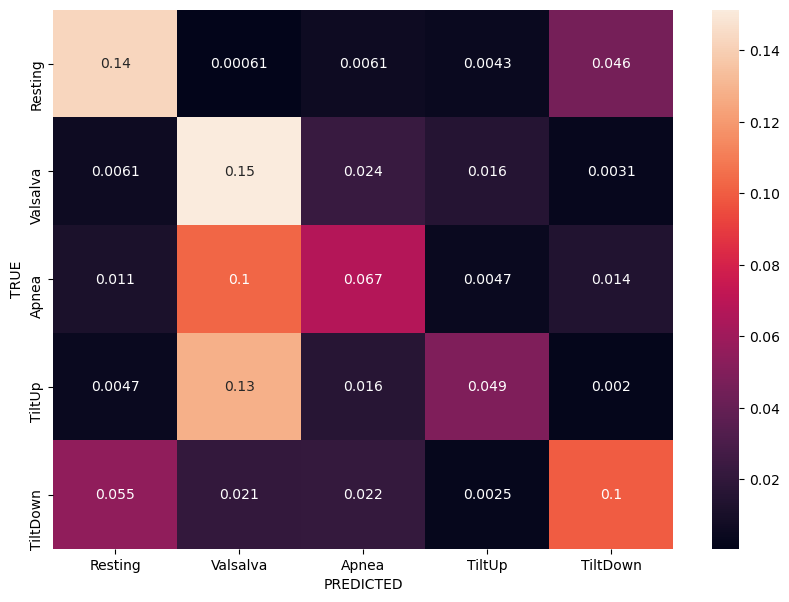 Resting 0.14 0.00061 0.0061 0.0043 0.046
Valsalva 0.0061 0.15 0.024 0.016 0.0031
Apnea 0.011 0.1 0.067 0.0047 0.014
TiltUp 0.0047 0.13 0.016 0.049 0.002
TiltDown 0.055 0.021 0.022 0.0025 0.1
TRUE
Resting Valsalva Apnea TiltUp TiltDown
PREDICTED
0.14
0.12
0.10
0.08
0.06
0.04
0.02